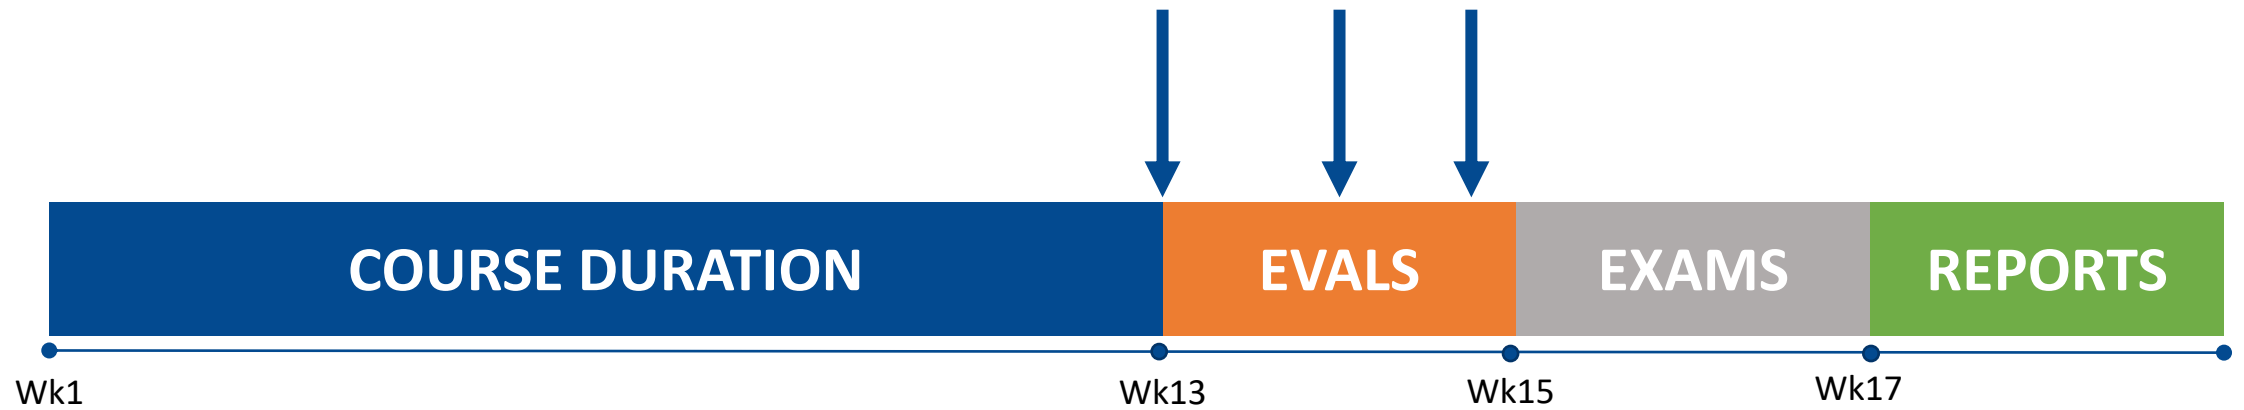 COURSE DURATION
EVALS
EXAMS
REPORTS
Wk1
Wk13
Wk15
Wk17